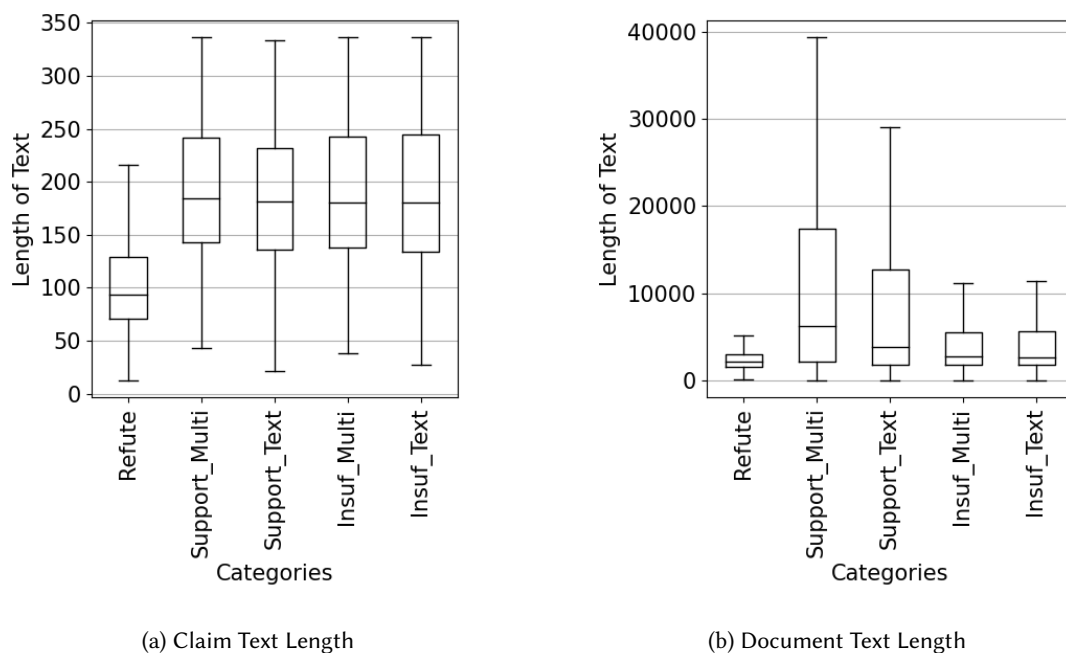 350
300
250
200
150
100
50
0
Length of Text
Refute
Support_Multi
Support_Text
Insuf_Multi
Insuf_Text
Categories
(a) Claim Text Length
40000
30000
20000
10000
0
Length of Text
Refute
Support_Multi
Support_Text
Insuf_Multi
Insuf_Text
Categories
(b) Document Text Length